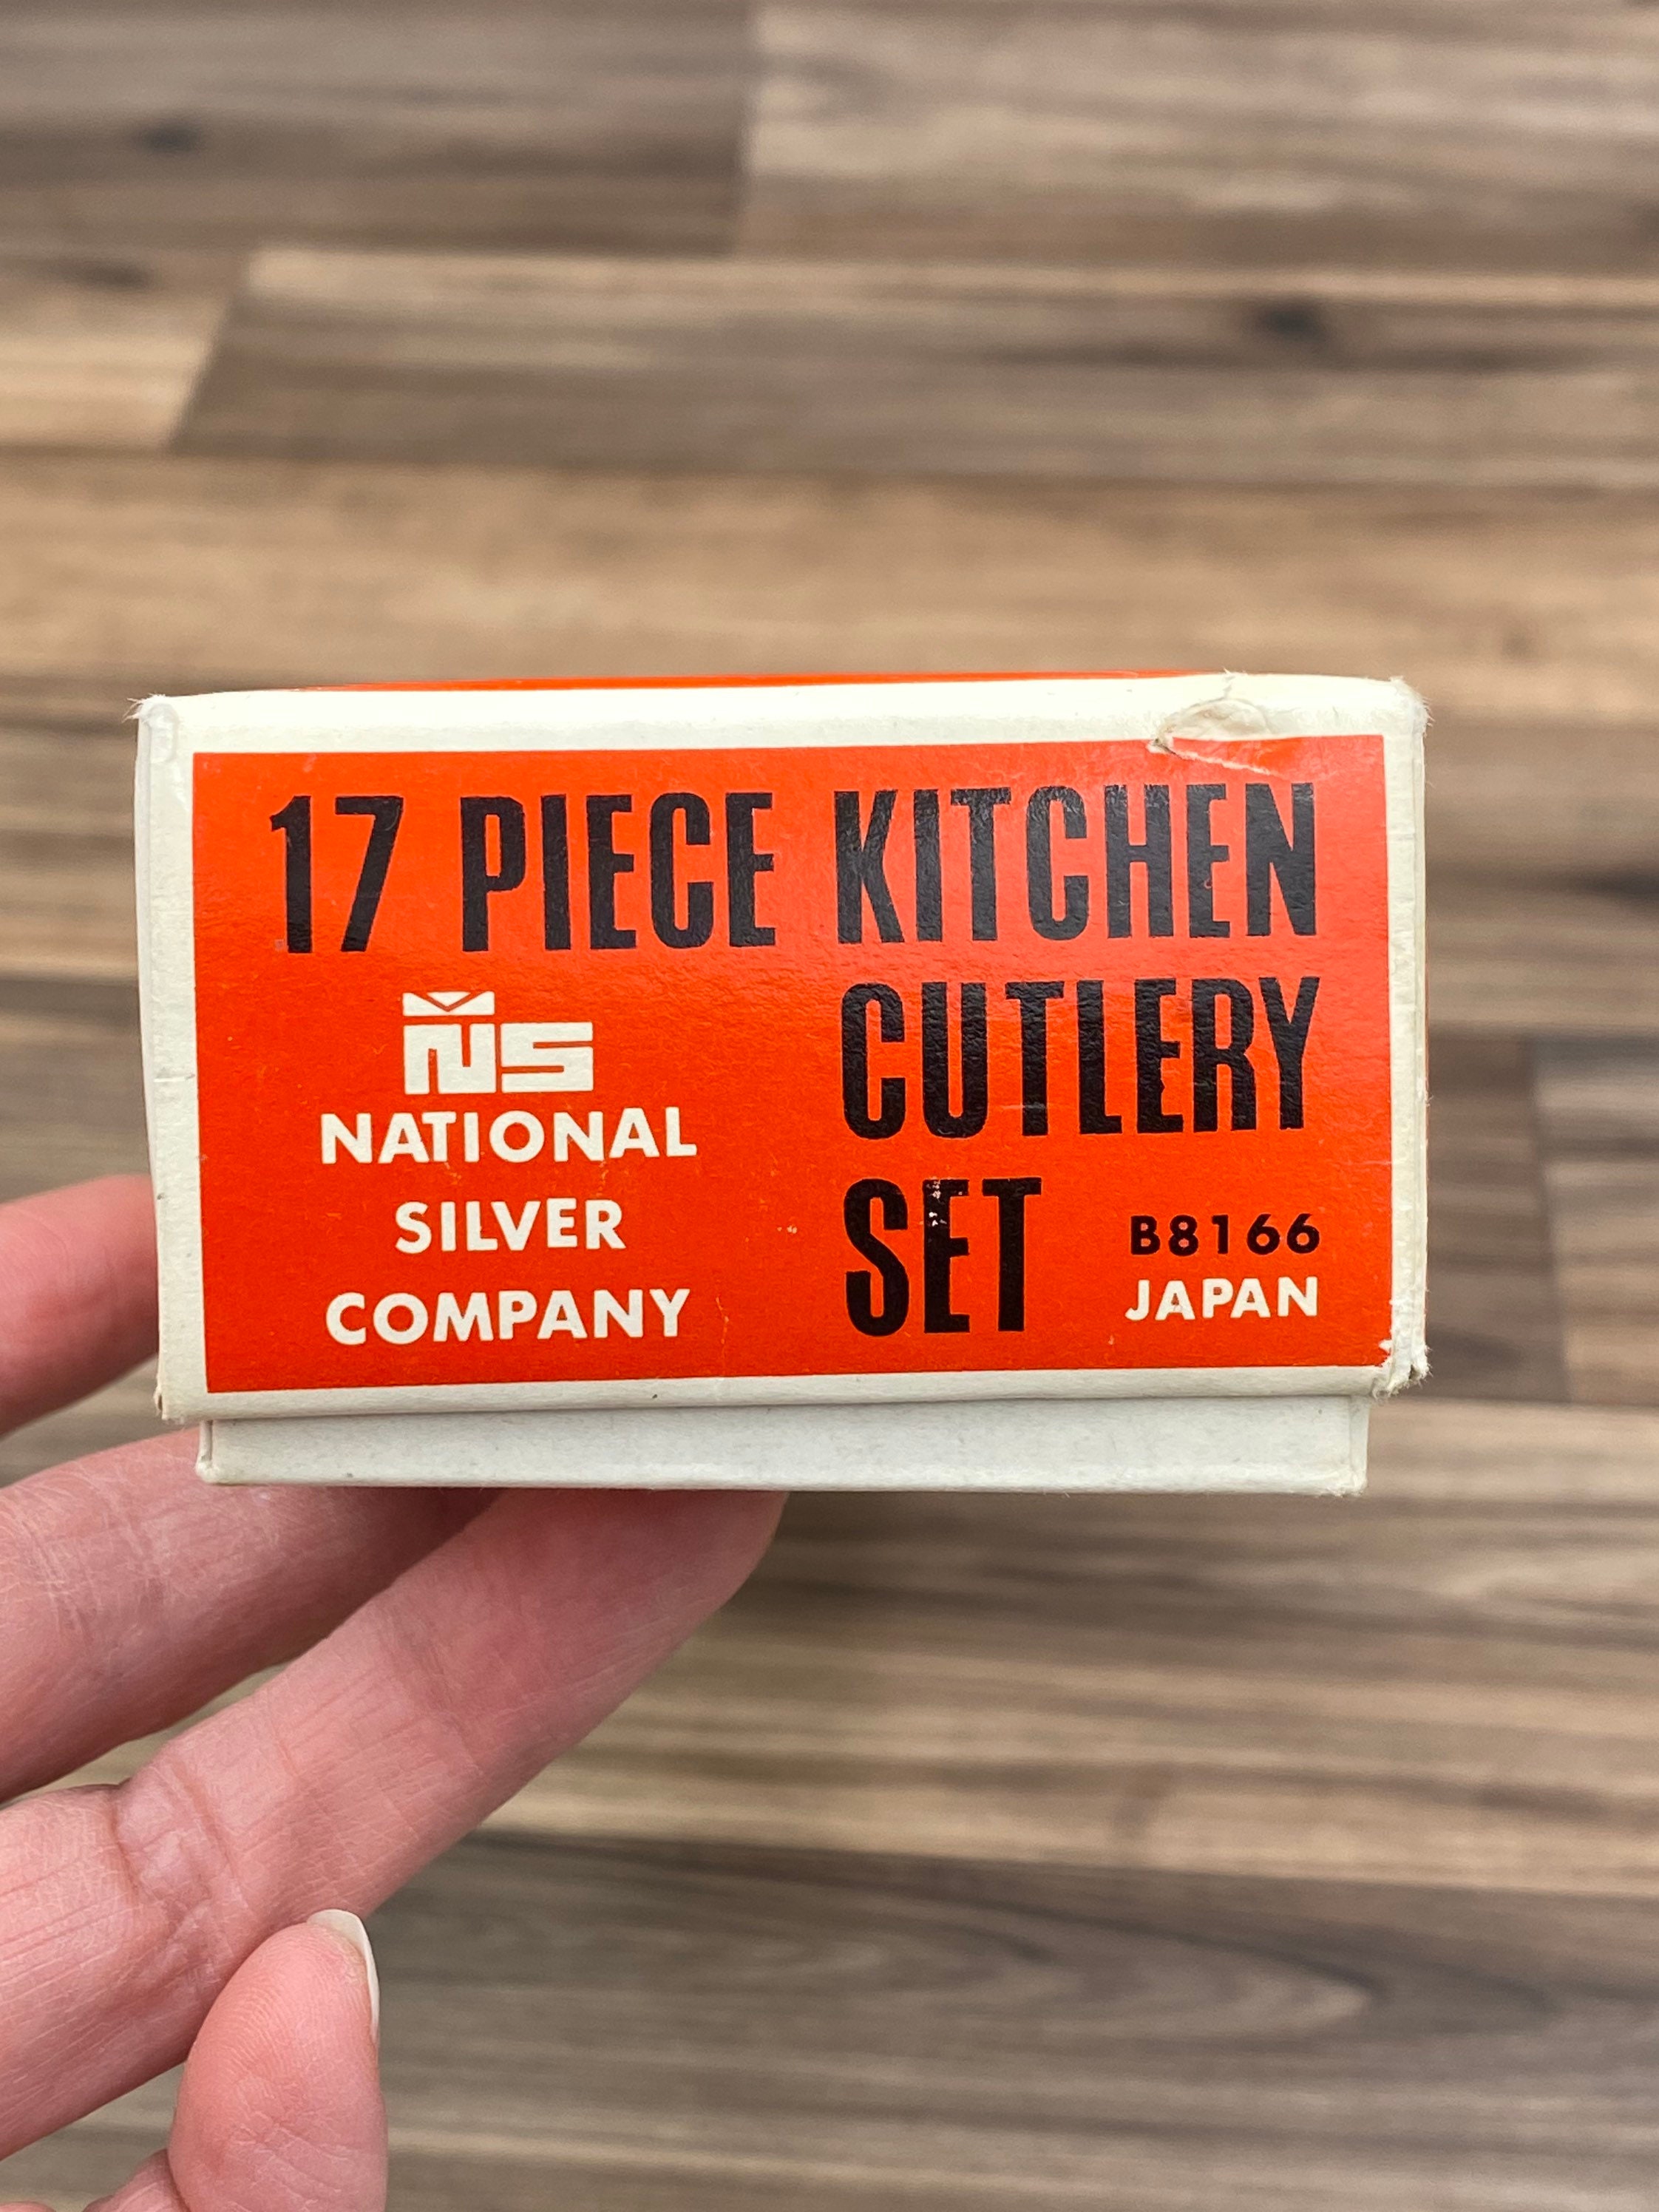 17 PIECE KITCHEN
CUTLERY
SET
NS
NATIONAL
SILVER
COMPANY
B8166
JAPAN